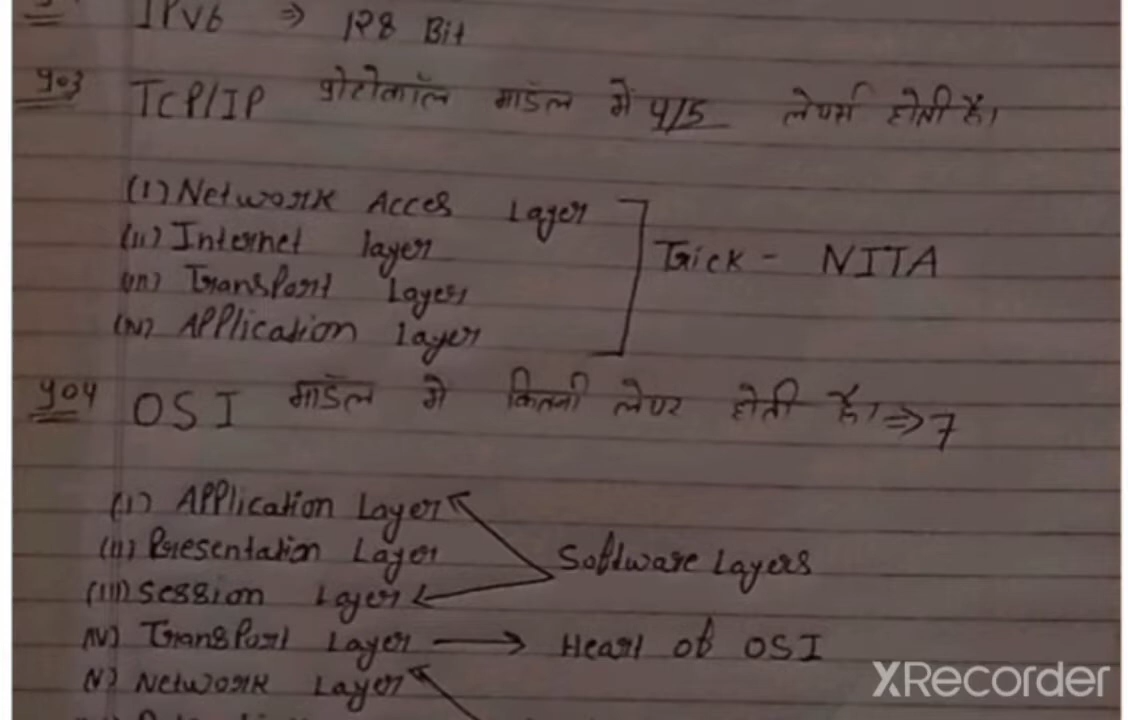 IPV6 ⇒ 128 Bit
903 TCP/IP प्रोटोकॉल मॉडल में 4/5 लेयर्स होती है।
(I) Network Acces Layer
(II) Internet layer
(III) Transport Layer
(IV) Application Layer
Trick - NITA
904 OSI मॉडल मे कितनी लेयर होती है।⇒7
(I) Application Layer
(II) Presentation Layer
(III) Session Layer
Software Layers
(IV) Transport Layer → Heart of OSI
(V) Network Layer
XRecorder